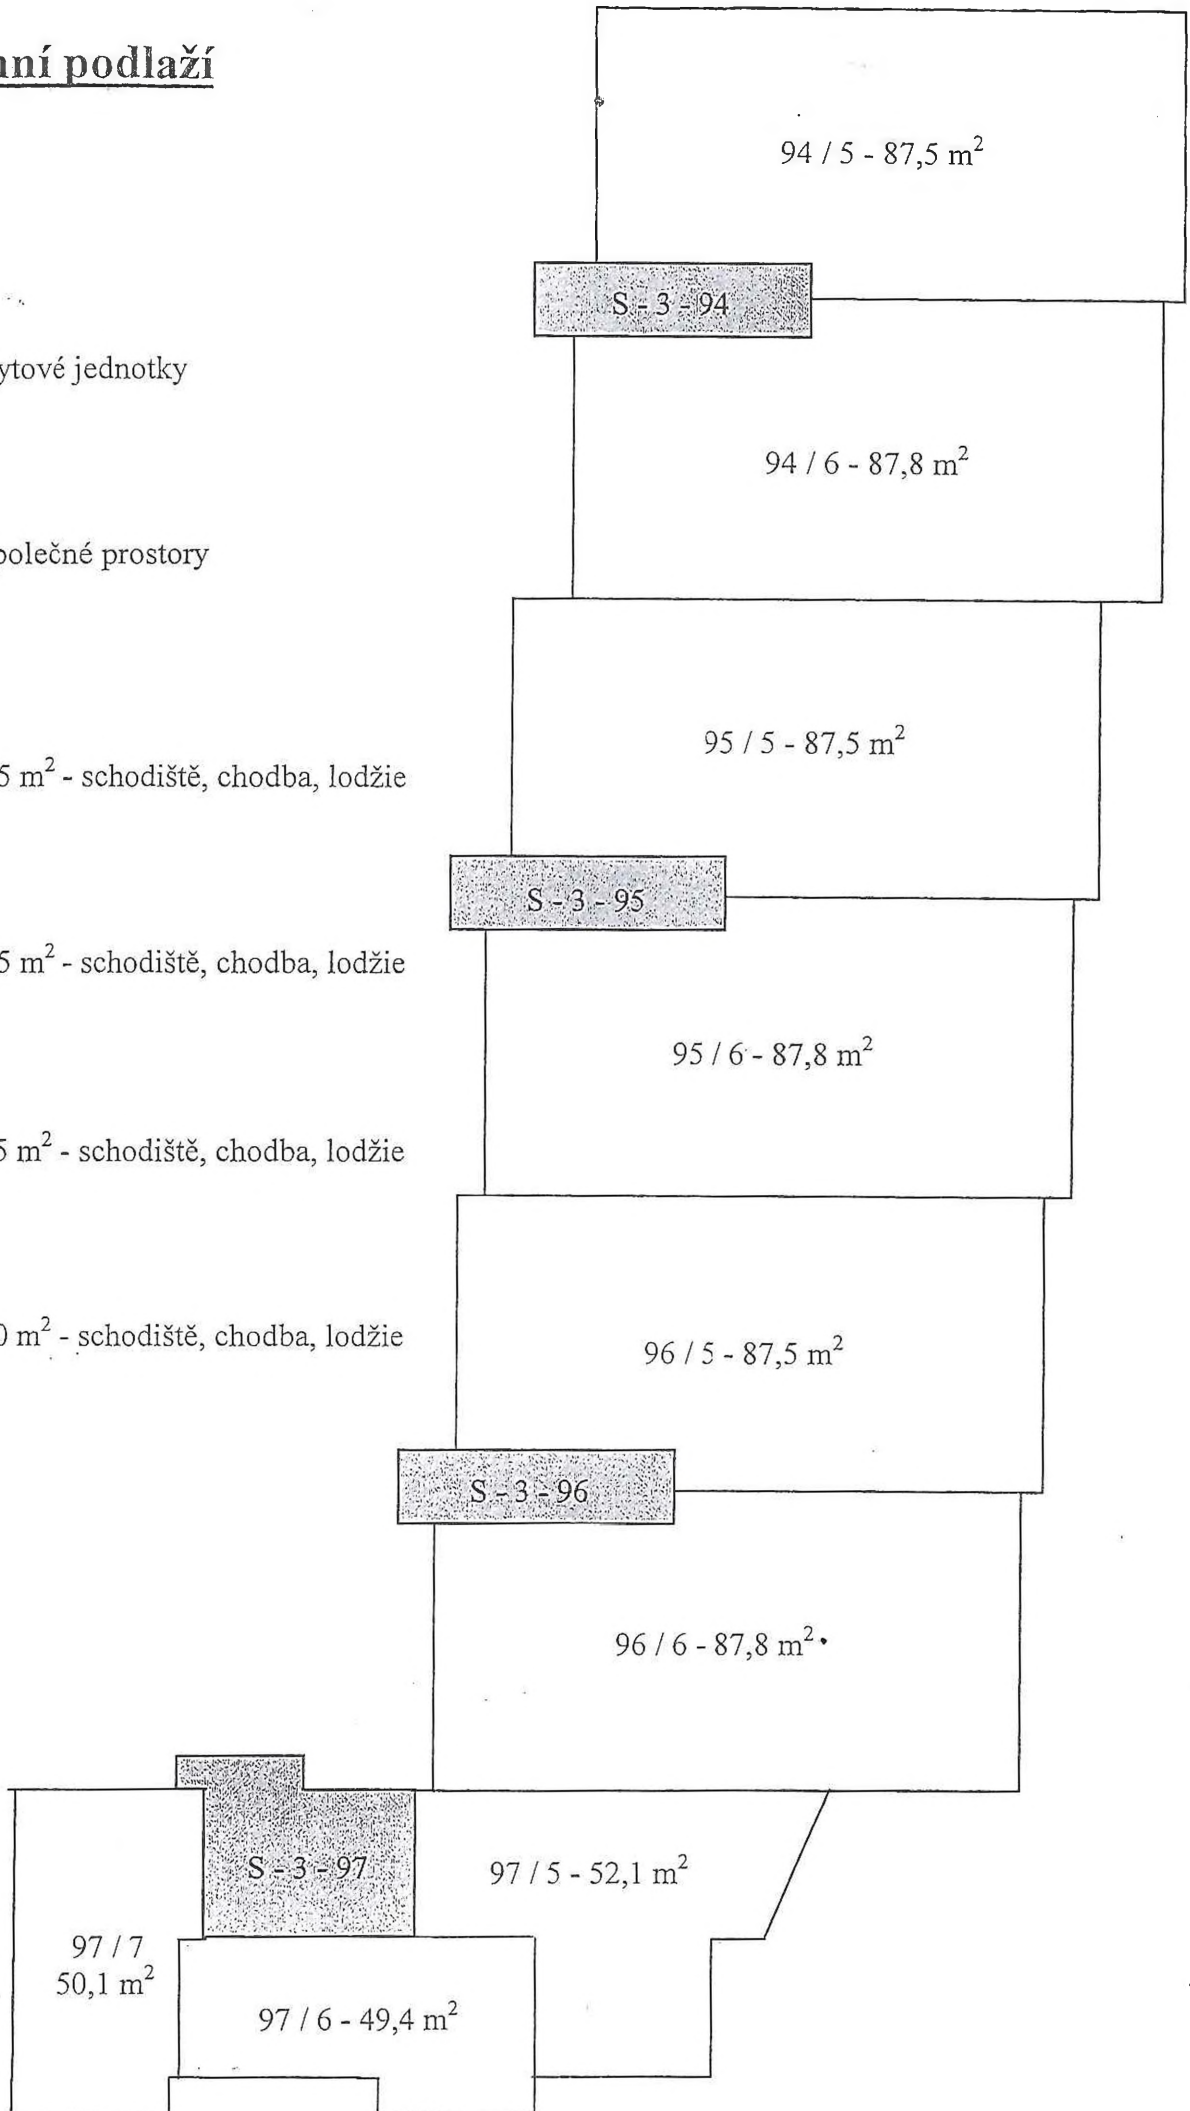 nní podlaží
94 / 5 - 87,5 m²
S - 3 - 94
ytové jednotky
94 / 6 - 87,8 m²
polečné prostory
95 / 5 - 87,5 m²
5 m² - schodiště, chodba, lodžie
S - 3 - 95
5 m² - schodiště, chodba, lodžie
95 / 6 - 87,8 m²
5 m² - schodiště, chodba, lodžie
0 m² - schodiště, chodba, lodžie
96 / 5 - 87,5 m²
S - 3 - 96
96 / 6 - 87,8 m²
S - 3 - 97
97 / 5 - 52,1 m²
97 / 7
50,1 m²
97 / 6 - 49,4 m²